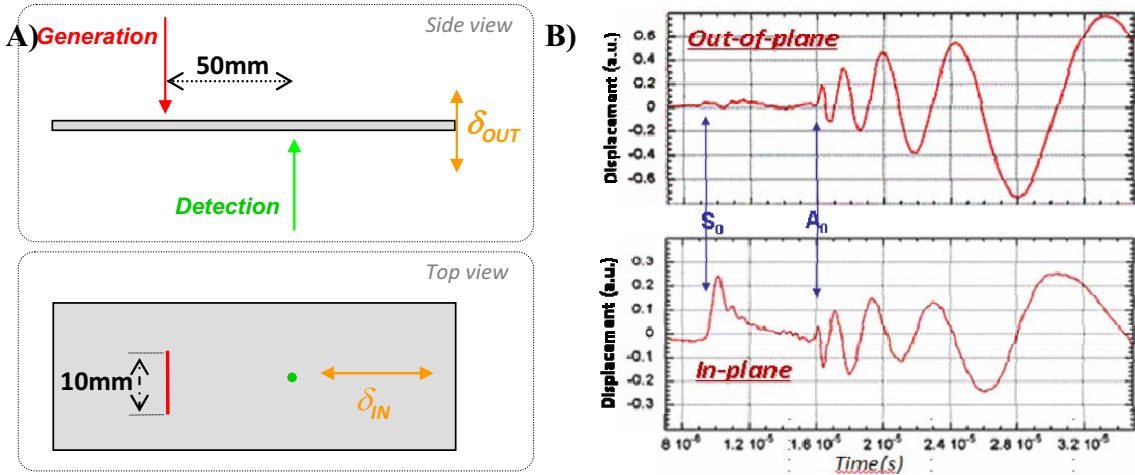 A)
Side view
Generation
50mm
δOUT
Detection
Top view
10mm
δIN
B)
Displacement (a.u.)
0.6
0.4
0.2
0
-0.2
-0.4
-0.6
Out-of-plane
S₀
A₀
Displacement (a.u.)
0.3
0.2
0.1
0
-0.1
-0.2
-0.3
In-plane
8 10⁻⁶ 1.2 10⁻⁵ 1.6 10⁻⁵ 2 10⁻⁵ 2.4 10⁻⁵ 2.8 10⁻⁵ 3.2 10⁻⁵
Time(s)